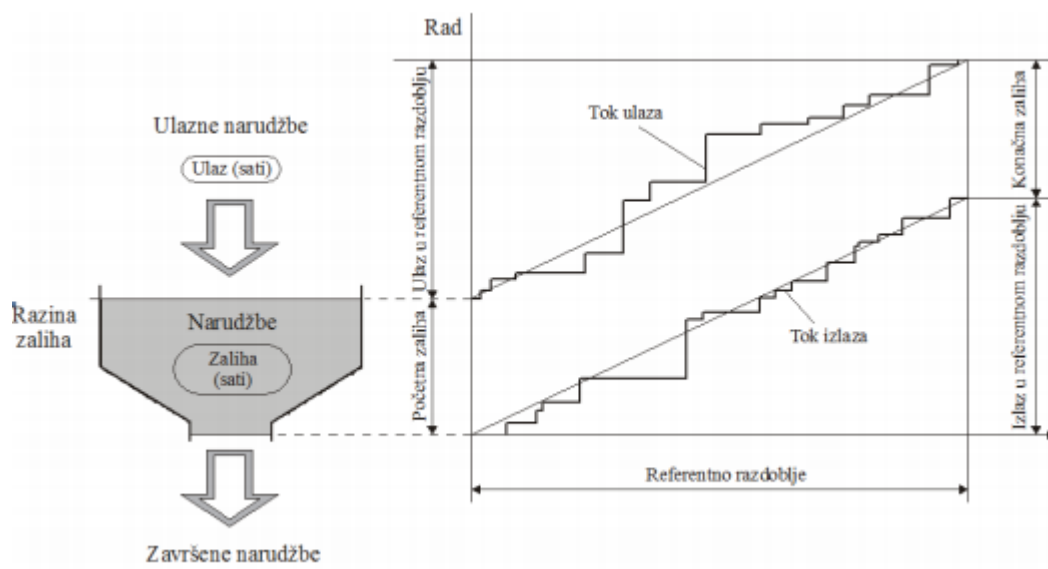 Rad
Ulazne narudžbe
Ulaz (sati)
Razina
zaliha
Narudžbe
Zaliha
(sati)
Završene narudžbe
Ulaz u referentnom razdoblju
Početna zaliha
Tok ulaza
Tok izlaza
Referentno razdoblje
Konačna zaliha
Izlaz u referentnom razdoblju